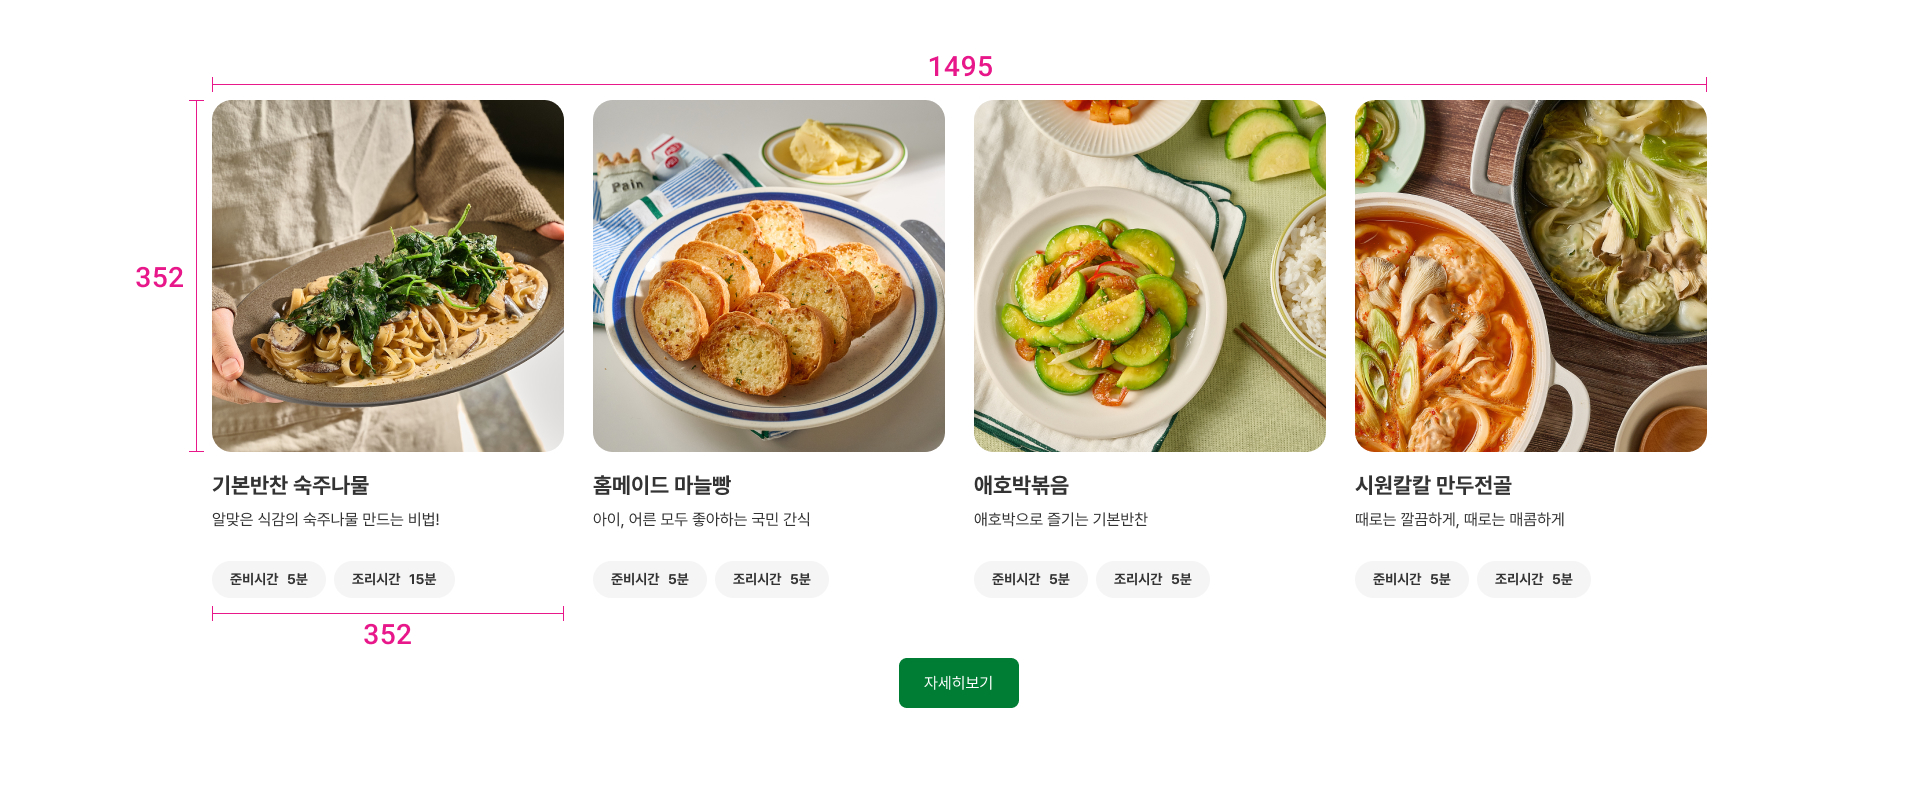 1495
352
Pain
기본반찬 숙주나물
알맞은 식감의 숙주나물 만드는 비법!
준비시간 5분 조리시간 15분
홈메이드 마늘빵
아이, 어른 모두 좋아하는 국민 간식
준비시간 5분 조리시간 5분
애호박볶음
애호박으로 즐기는 기본반찬
준비시간 5분 조리시간 5분
시원칼칼 만두전골
때로는 깔끔하게, 때로는 매콤하게
준비시간 5분 조리시간 5분
352
자세히보기